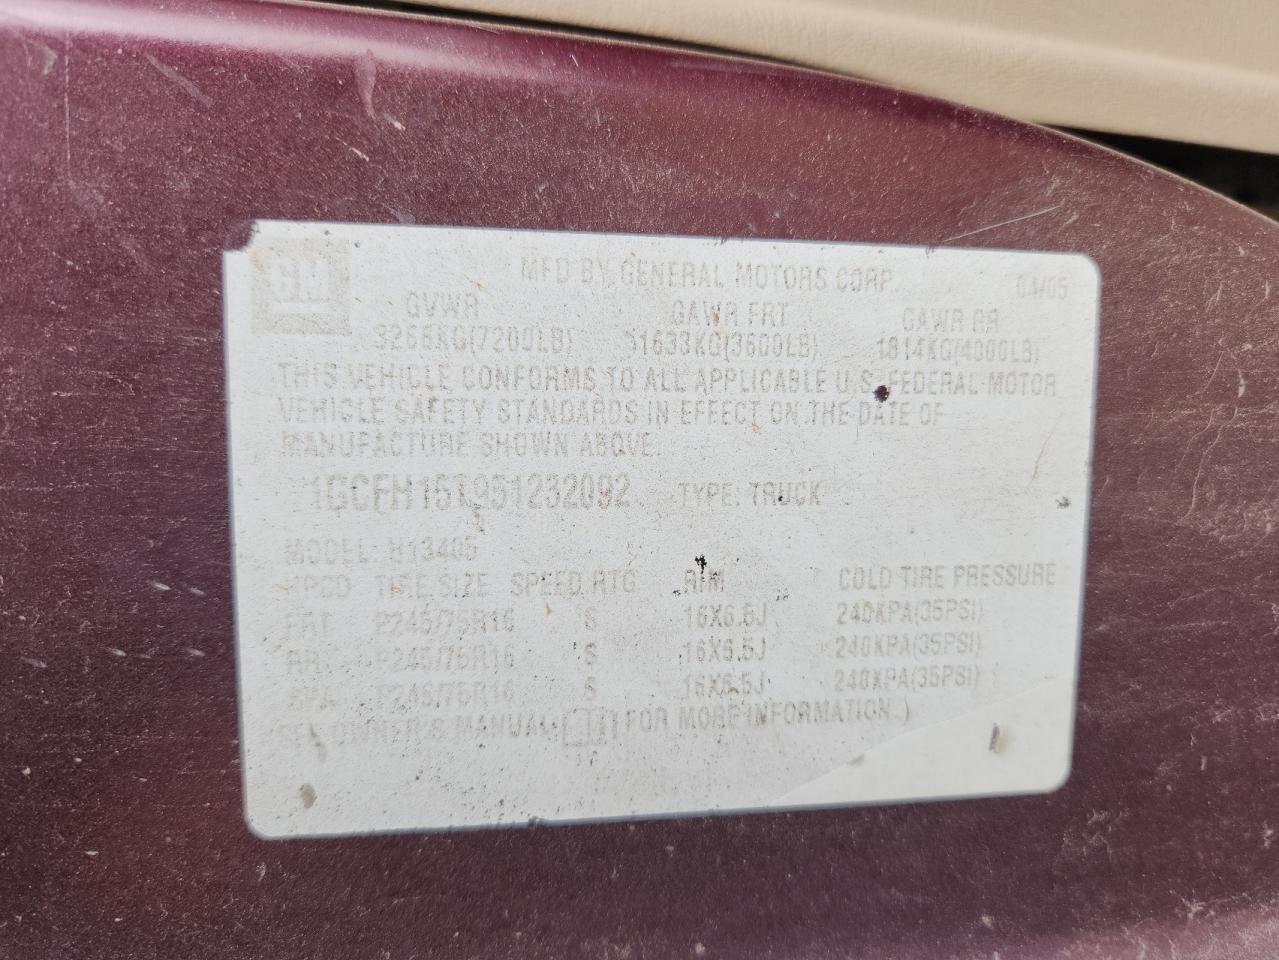 GM
MFD BY GENERAL MOTORS CORP. 04/05
GVWR GAWR FRT GAWR RR
3266KG(7200LB) 1633KG(3600LB) 1814KG(4000LB)
THIS VEHICLE CONFORMS TO ALL APPLICABLE U.S. FEDERAL MOTOR
VEHICLE SAFETY STANDARDS IN EFFECT ON THE DATE OF
MANUFACTURE SHOWN ABOVE.
1GCFH15T951232092 TYPE: TRUCK
MODEL: H13405
TIRE SIZE SPEED RTG RIM COLD TIRE PRESSURE
FRT P245/75R16 S 16X6.5J 240KPA(35PSI)
RR P245/75R16 S 16X6.5J 240KPA(35PSI)
SPA P245/75R16 S 16X6.5J 240KPA(35PSI)
SEE OWNER'S MANUAL FOR MORE INFORMATION.)